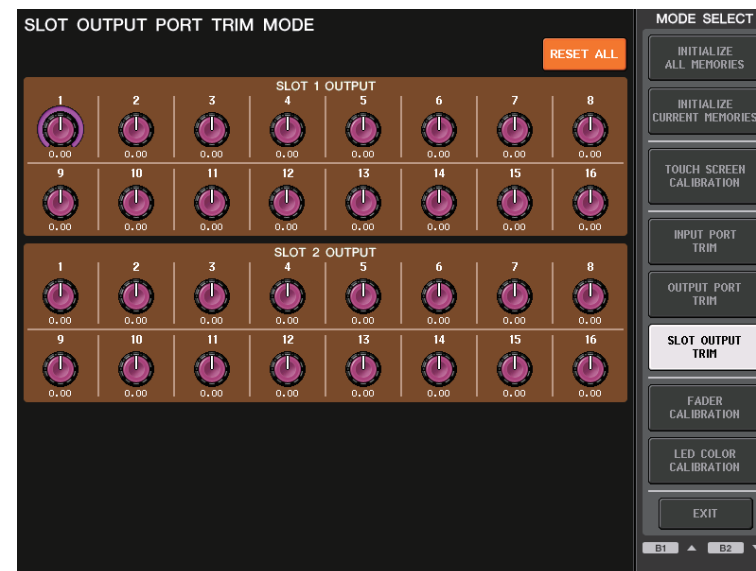 SLOT OUTPUT PORT TRIM MODE
RESET ALL
SLOT 1 OUTPUT
1 2 3 4 5 6 7 8
0.00 0.00 0.00 0.00 0.00 0.00 0.00 0.00
9 10 11 12 13 14 15 16
0.00 0.00 0.00 0.00 0.00 0.00 0.00 0.00
SLOT 2 OUTPUT
1 2 3 4 5 6 7 8
0.00 0.00 0.00 0.00 0.00 0.00 0.00 0.00
9 10 11 12 13 14 15 16
0.00 0.00 0.00 0.00 0.00 0.00 0.00 0.00
MODE SELECT
INITIALIZE
ALL MEMORIES
INITIALIZE
CURRENT MEMORIES
TOUCH SCREEN
CALIBRATION
INPUT PORT
TRIM
OUTPUT PORT
TRIM
SLOT OUTPUT
TRIM
FADER
CALIBRATION
LED COLOR
CALIBRATION
EXIT
B1 ▲ B2 ▼